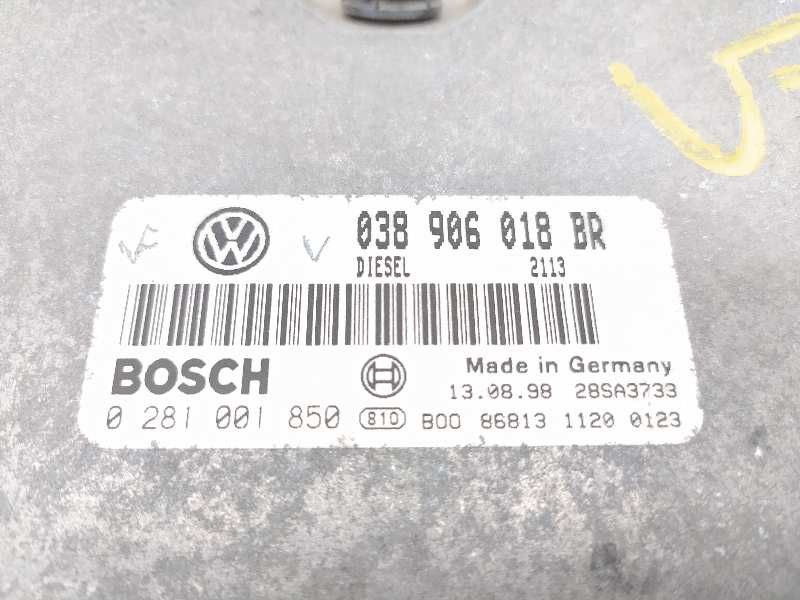 VW
038 906 018 BR
DIESEL 2113
BOSCH
Made in Germany
13.08.98 28SA3733
0 281 001 850 810 B00 86813 1120 0123